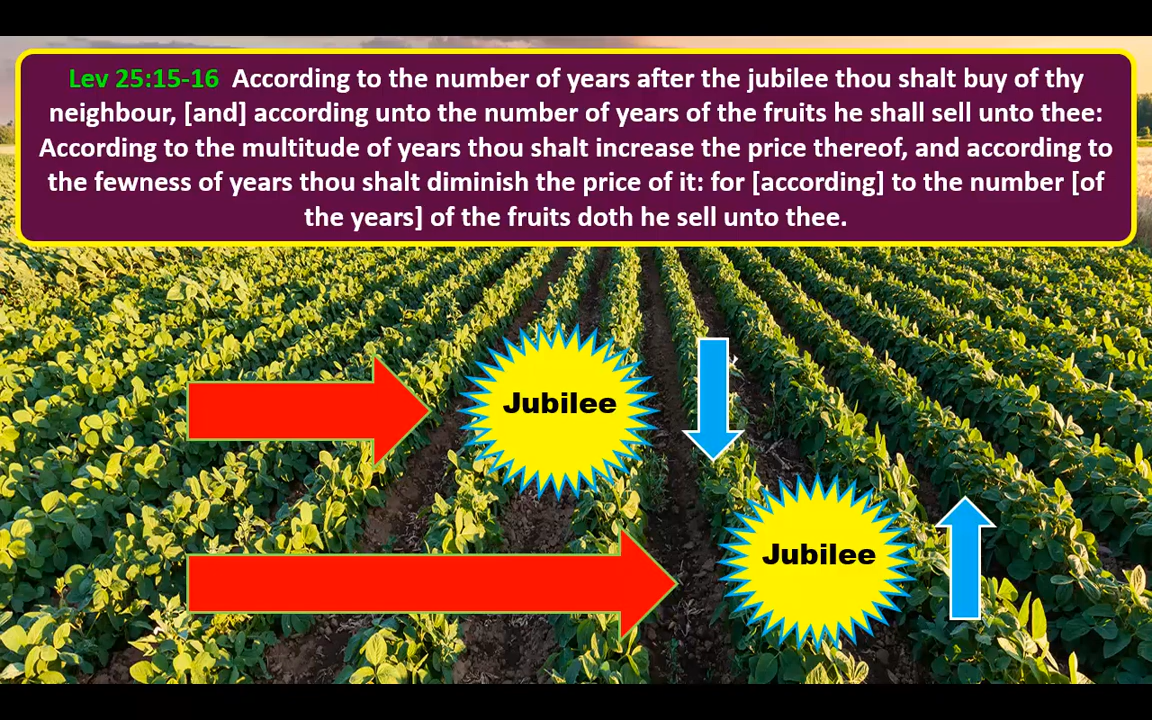 Lev 25:15-16 According to the number of years after the jubilee thou shalt buy of thy
neighbour, [and] according unto the number of years of the fruits he shall sell unto thee:
According to the multitude of years thou shalt increase the price thereof, and according to
the fewness of years thou shalt diminish the price of it: for [according] to the number [of
the years] of the fruits doth he sell unto thee.
Jubilee
Jubilee